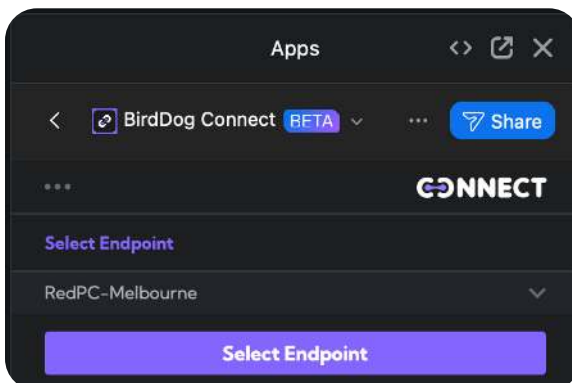 Apps
BirdDog Connect BETA
Share
CONNECT
Select Endpoint
RedPC-Melbourne
Select Endpoint